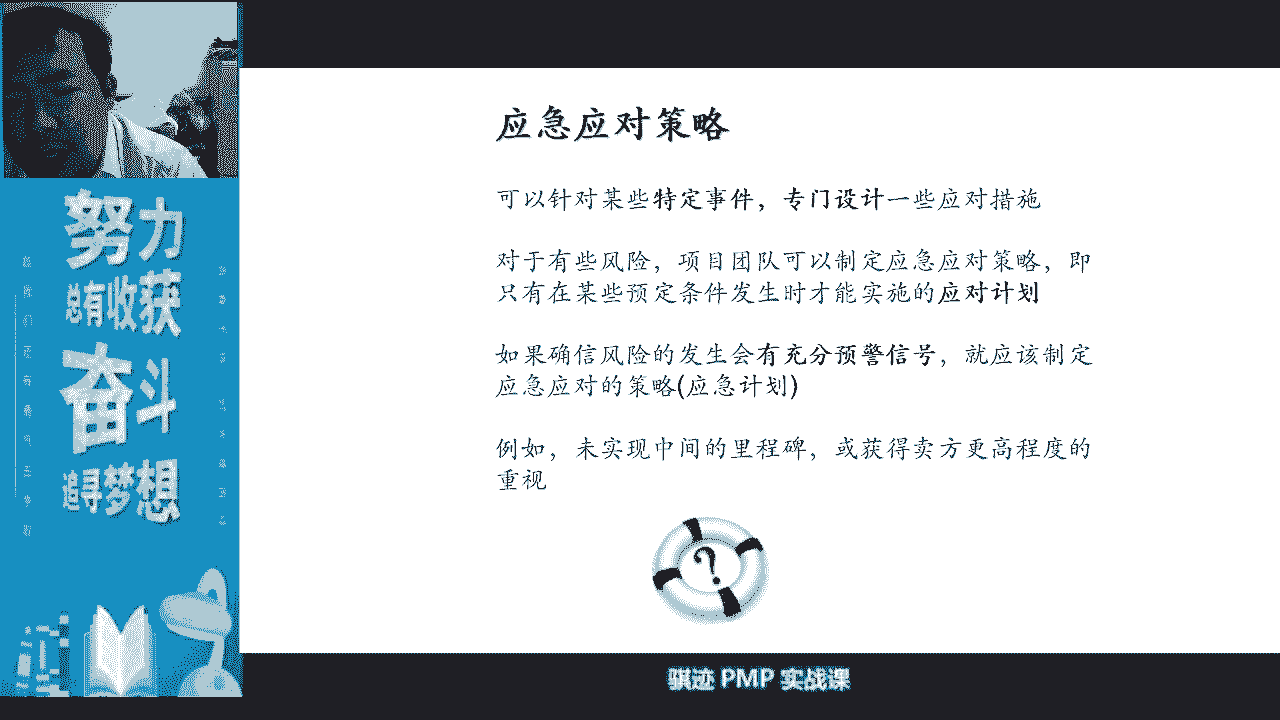 努力
总有收获
奋斗
追寻梦想
应急应对策略
可以针对某些特定事件，专门设计一些应对措施
对于有些风险，项目团队可以制定应急应对策略，即
只有在某些预定条件发生时才能实施的应对计划
如果确信风险的发生会有充分预警信号，就应该制定
应急应对的策略(应急计划)
例如，未实现中间的里程碑，或获得卖方更高程度的
重视
?
骐迹 PMP 实战课